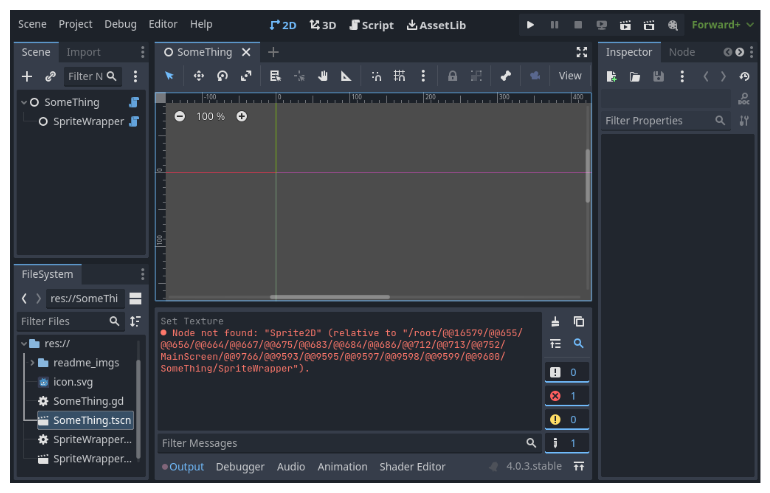 Scene Project Debug Editor Help 2D 3D Script AssetLib Forward+
Scene Import
Filter N
SomeThing
SpriteWrapper
FileSystem
res://SomeThi
Filter Files
res://
readme_imgs
icon.svg
SomeThing.gd
SomeThing.tscn
SpriteWrapper...
SpriteWrapper...
SomeThing
View
-100 0 100 200 300 400
100 %
0
100
Set Texture
Node not found: "Sprite2D" (relative to "/root/@@16579/@@655/
@@656/@@664/@@667/@@675/@@683/@@684/@@686/@@712/@@713/@@752/
MainScreen/@@9766/@@9593/@@9595/@@9597/@@9598/@@9599/@@9600/
SomeThing/SpriteWrapper").
0
1
0
1
Filter Messages
Output Debugger Audio Animation Shader Editor 4.0.3.stable
Inspector Node
DOC
Filter Properties